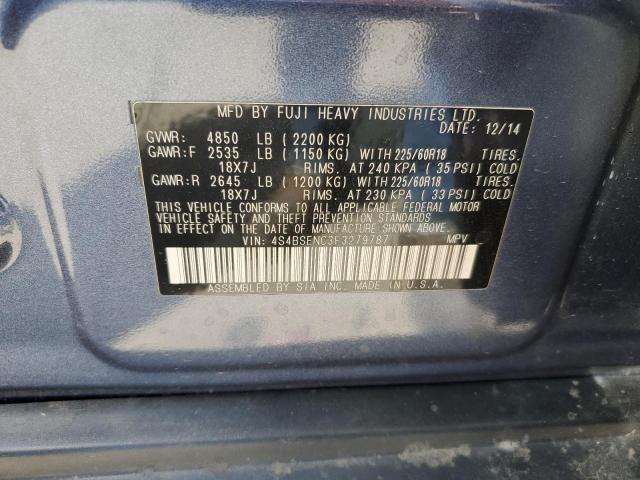 MFD BY FUJI HEAVY INDUSTRIES LTD.
DATE: 12/14
GVWR: 4850 LB (2200 KG)
GAWR:F 2535 LB (1150 KG) WITH 225/60R18 TIRES.
18X7J RIMS. AT 240 KPA (35 PSI) COLD
GAWR:R 2645 LB (1200 KG) WITH 225/60R18 TIRES.
18X7J RIMS. AT 230 KPA (33 PSI) COLD
THIS VEHICLE CONFORMS TO ALL APPLICABLE FEDERAL MOTOR
VEHICLE SAFETY AND THEFT PREVENTION STANDARDS
IN EFFECT ON THE DATE OF MANUFACTURE SHOWN ABOVE.
VIN: 4S4BSENC3F3279787 MPV
ASSEMBLED BY SIA INC. MADE IN U.S.A.